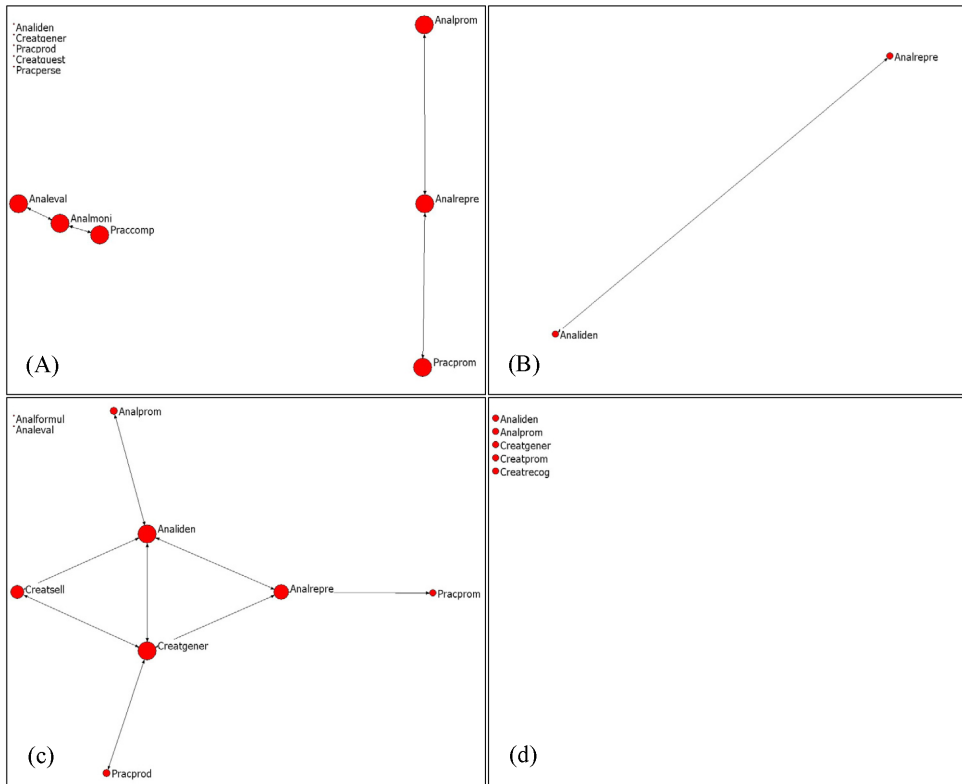 Analiden
Creatgener
Pracprod
Creatquest
Pracperse
Analprom
Analeval
Analmoni
Praccomp
Analrepre
Pracprom
(A)
Analrepre
Analiden
(B)
Analformul
Analeval
Analprom
Analiden
Creatsell
Analrepre
Pracprom
Creatgener
Pracprod
(c)
Analiden
Analprom
Creatgener
Creatprom
Creatrecog
(d)